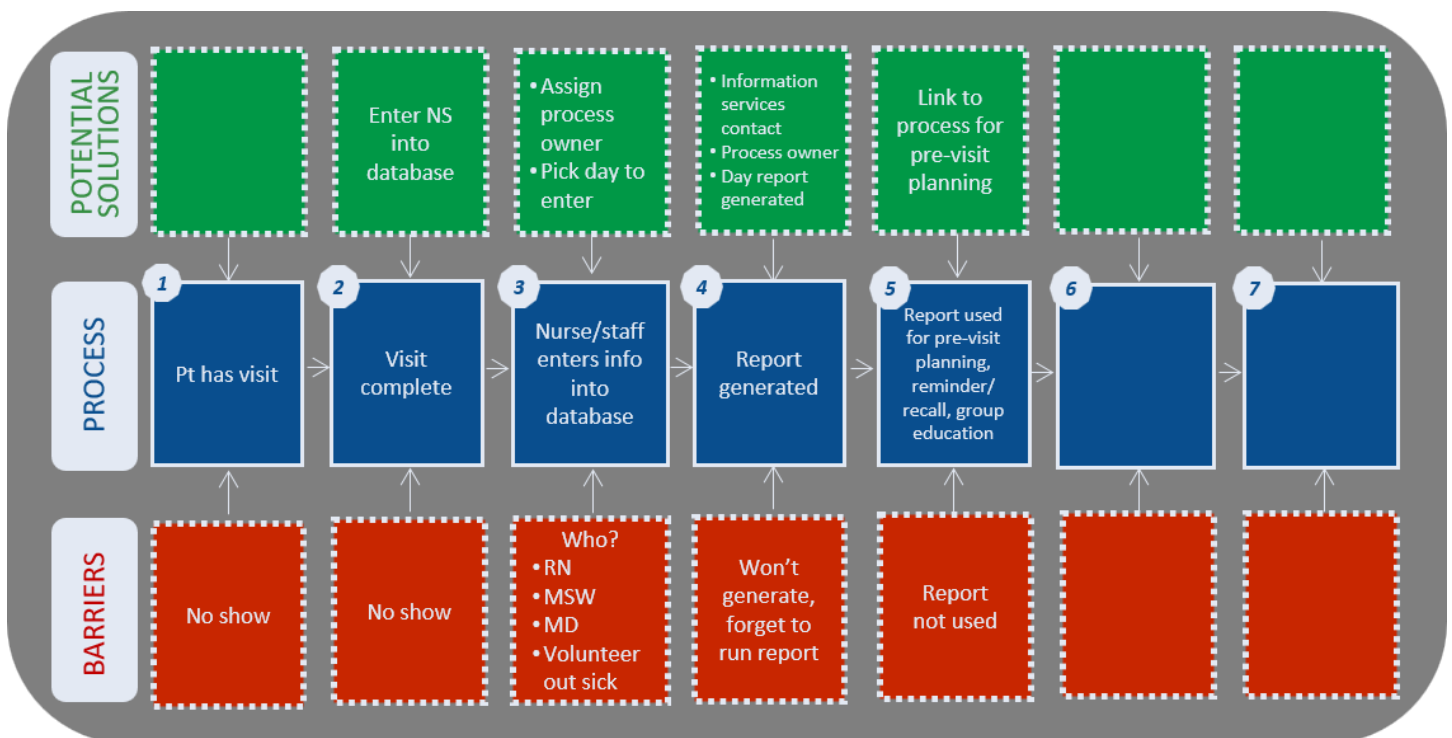 POTENTIAL
SOLUTIONS
Enter NS
into
database
• Assign
process
owner
• Pick day to
enter
• Information
services
contact
• Process owner
• Day report
generated
Link to
process for
pre-visit
planning
PROCESS
1
Pt has visit
2
Visit
complete
3
Nurse/staff
enters info
into
database
4
Report
generated
5
Report used
for pre-visit
planning,
reminder/
recall, group
education
6
7
BARRIERS
No show
No show
Who?
• RN
• MSW
• MD
• Volunteer
out sick
Won't
generate,
forget to
run report
Report
not used